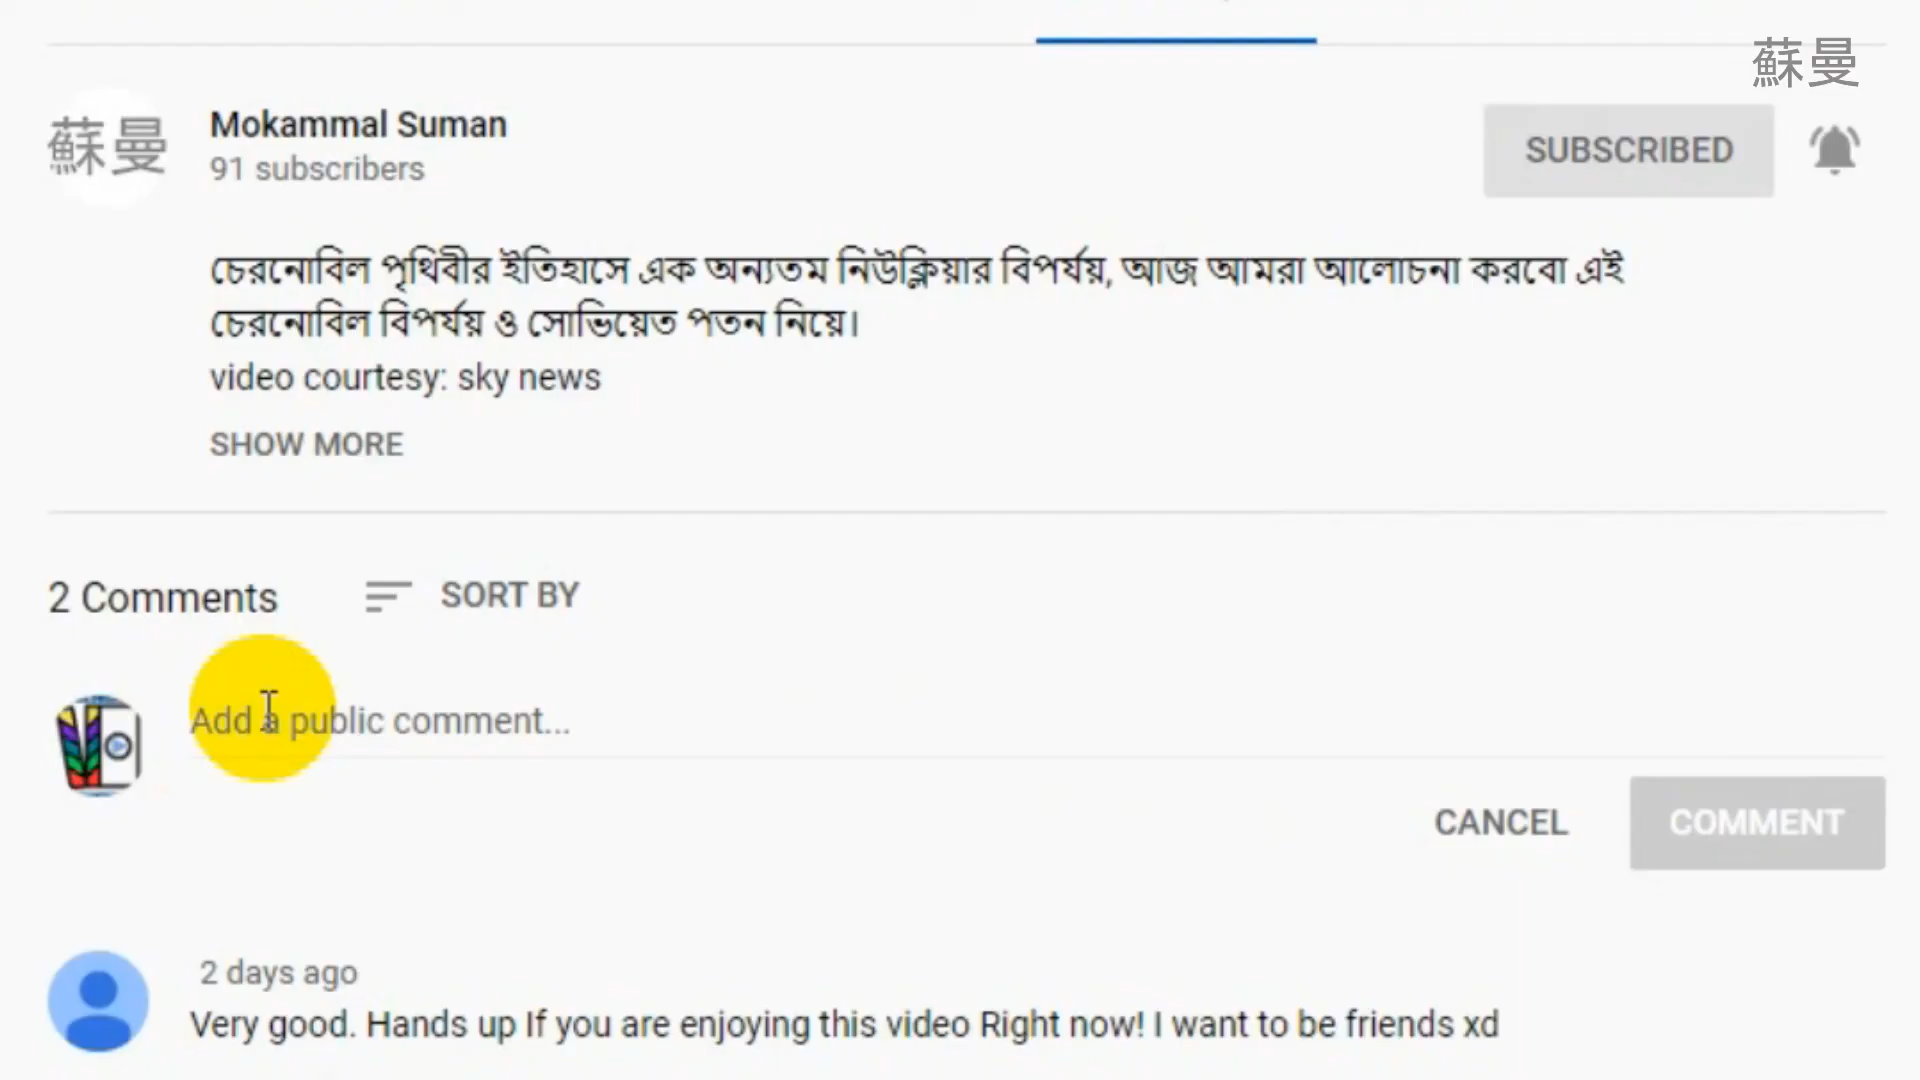 蘇曼
蘇曼
Mokammal Suman
91 subscribers
SUBSCRIBED
চেরনোবিল পৃথিবীর ইতিহাসে এক অন্যতম নিউক্লিয়ার বিপর্যয়, আজ আমরা আলোচনা করবো এই
চেরনোবিল বিপর্যয় ও সোভিয়েত পতন নিয়ে।
video courtesy: sky news
SHOW MORE
2 Comments
SORT BY
Add a public comment...
CANCEL
COMMENT
2 days ago
Very good. Hands up If you are enjoying this video Right now! I want to be friends xd